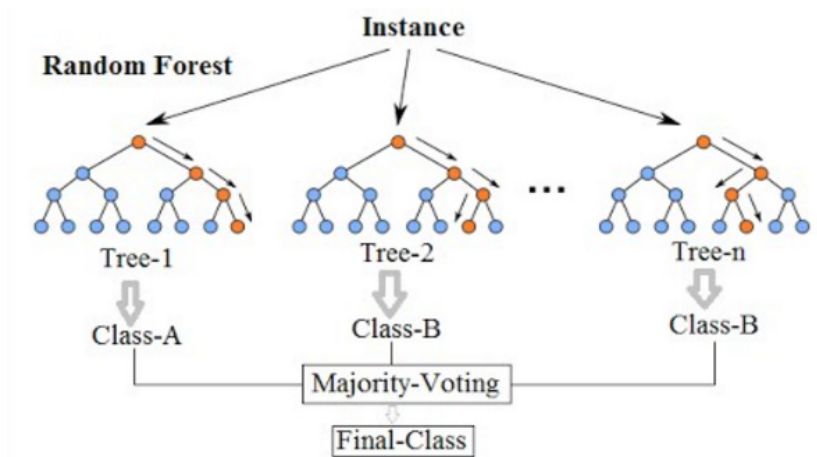 Instance
Random Forest
...
Tree-1
Tree-2
Tree-n
Class-A
Class-B
Class-B
Majority-Voting
Final-Class